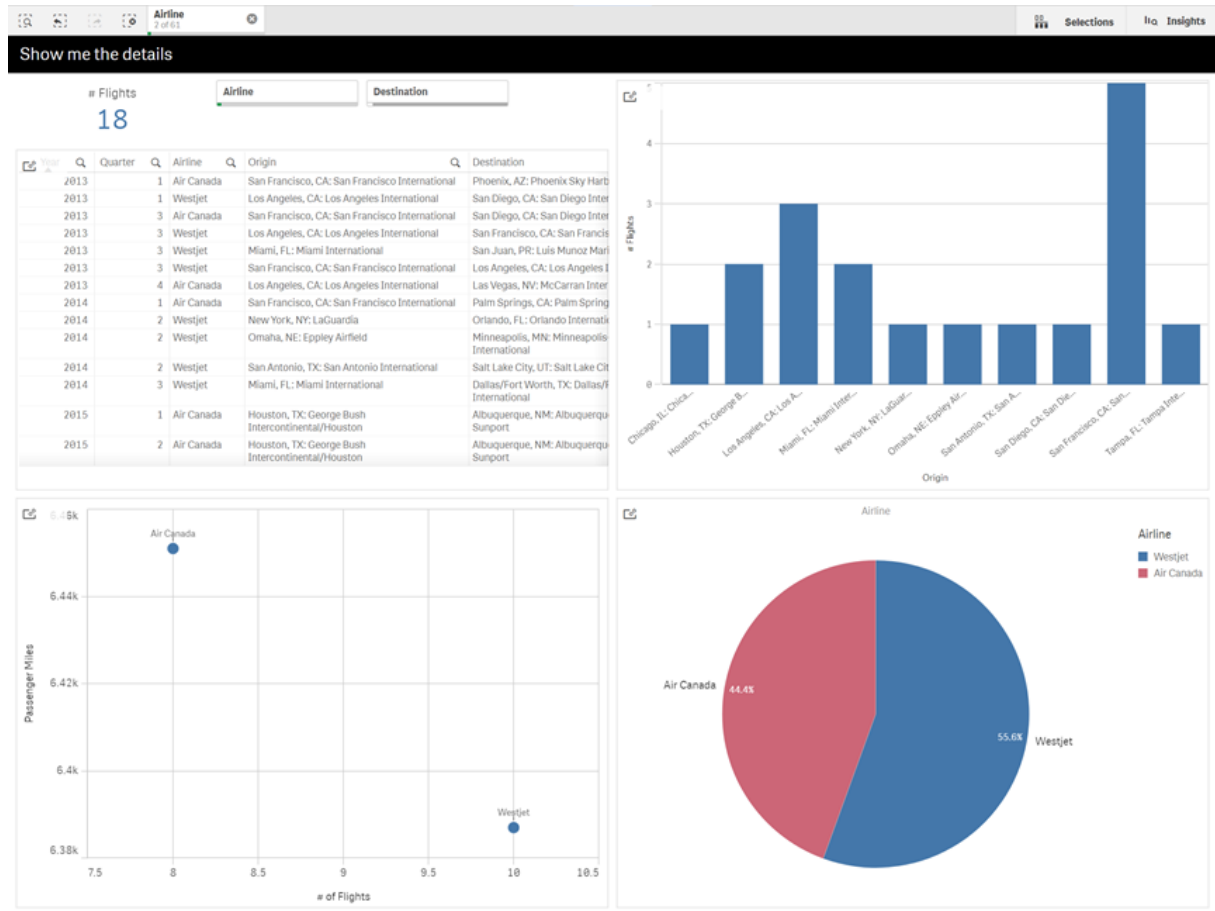 Airline
2 of 61
Selections
Insights
Show me the details
# Flights
18
Airline
Destination
Year Quarter Airline Origin Destination
2013 1 Air Canada San Francisco, CA: San Francisco International Phoenix, AZ: Phoenix Sky Harb
2013 1 Westjet Los Angeles, CA: Los Angeles International San Diego, CA: San Diego Inter
2013 3 Air Canada San Francisco, CA: San Francisco International San Diego, CA: San Diego Inter
2013 3 Westjet Los Angeles, CA: Los Angeles International San Francisco, CA: San Francis
2013 3 Westjet Miami, FL: Miami International San Juan, PR: Luis Munoz Mari
2013 3 Westjet San Francisco, CA: San Francisco International Los Angeles, CA: Los Angeles I
2013 4 Air Canada Los Angeles, CA: Los Angeles International Las Vegas, NV: McCarran Inter
2014 1 Air Canada San Francisco, CA: San Francisco International Palm Springs, CA: Palm Spring
2014 2 Westjet New York, NY: LaGuardia Orlando, FL: Orlando Internati
2014 2 Westjet Omaha, NE: Eppley Airfield Minneapolis, MN: Minneapolis
International
2014 2 Westjet San Antonio, TX: San Antonio International Salt Lake City, UT: Salt Lake Cit
2014 3 Westjet Miami, FL: Miami International Dallas/Fort Worth, TX: Dallas/F
International
2015 1 Air Canada Houston, TX: George Bush Albuquerque, NM: Albuquerqu
Intercontinental/Houston Sunport
2015 2 Air Canada Houston, TX: George Bush Albuquerque, NM: Albuquerqu
Intercontinental/Houston Sunport
5
4
3
2
1
0
# Flights
Chicago, IL: Chica...
Houston, TX: George B...
Los Angeles, CA: Los A...
Miami, FL: Miami Inter...
New York, NY: LaGuar...
Omaha, NE: Eppley Air...
San Antonio, TX: San A...
San Diego, CA: San Die...
San Francisco, CA: San...
Tampa, FL: Tampa Inte...
Origin
6.46k
6.44k
6.42k
6.4k
6.38k
Passenger Miles
Air Canada
Westjet
7.5 8 8.5 9 9.5 10 10.5
# of Flights
Airline
Airline
Westjet
Air Canada
Air Canada 44.4%
55.6% Westjet